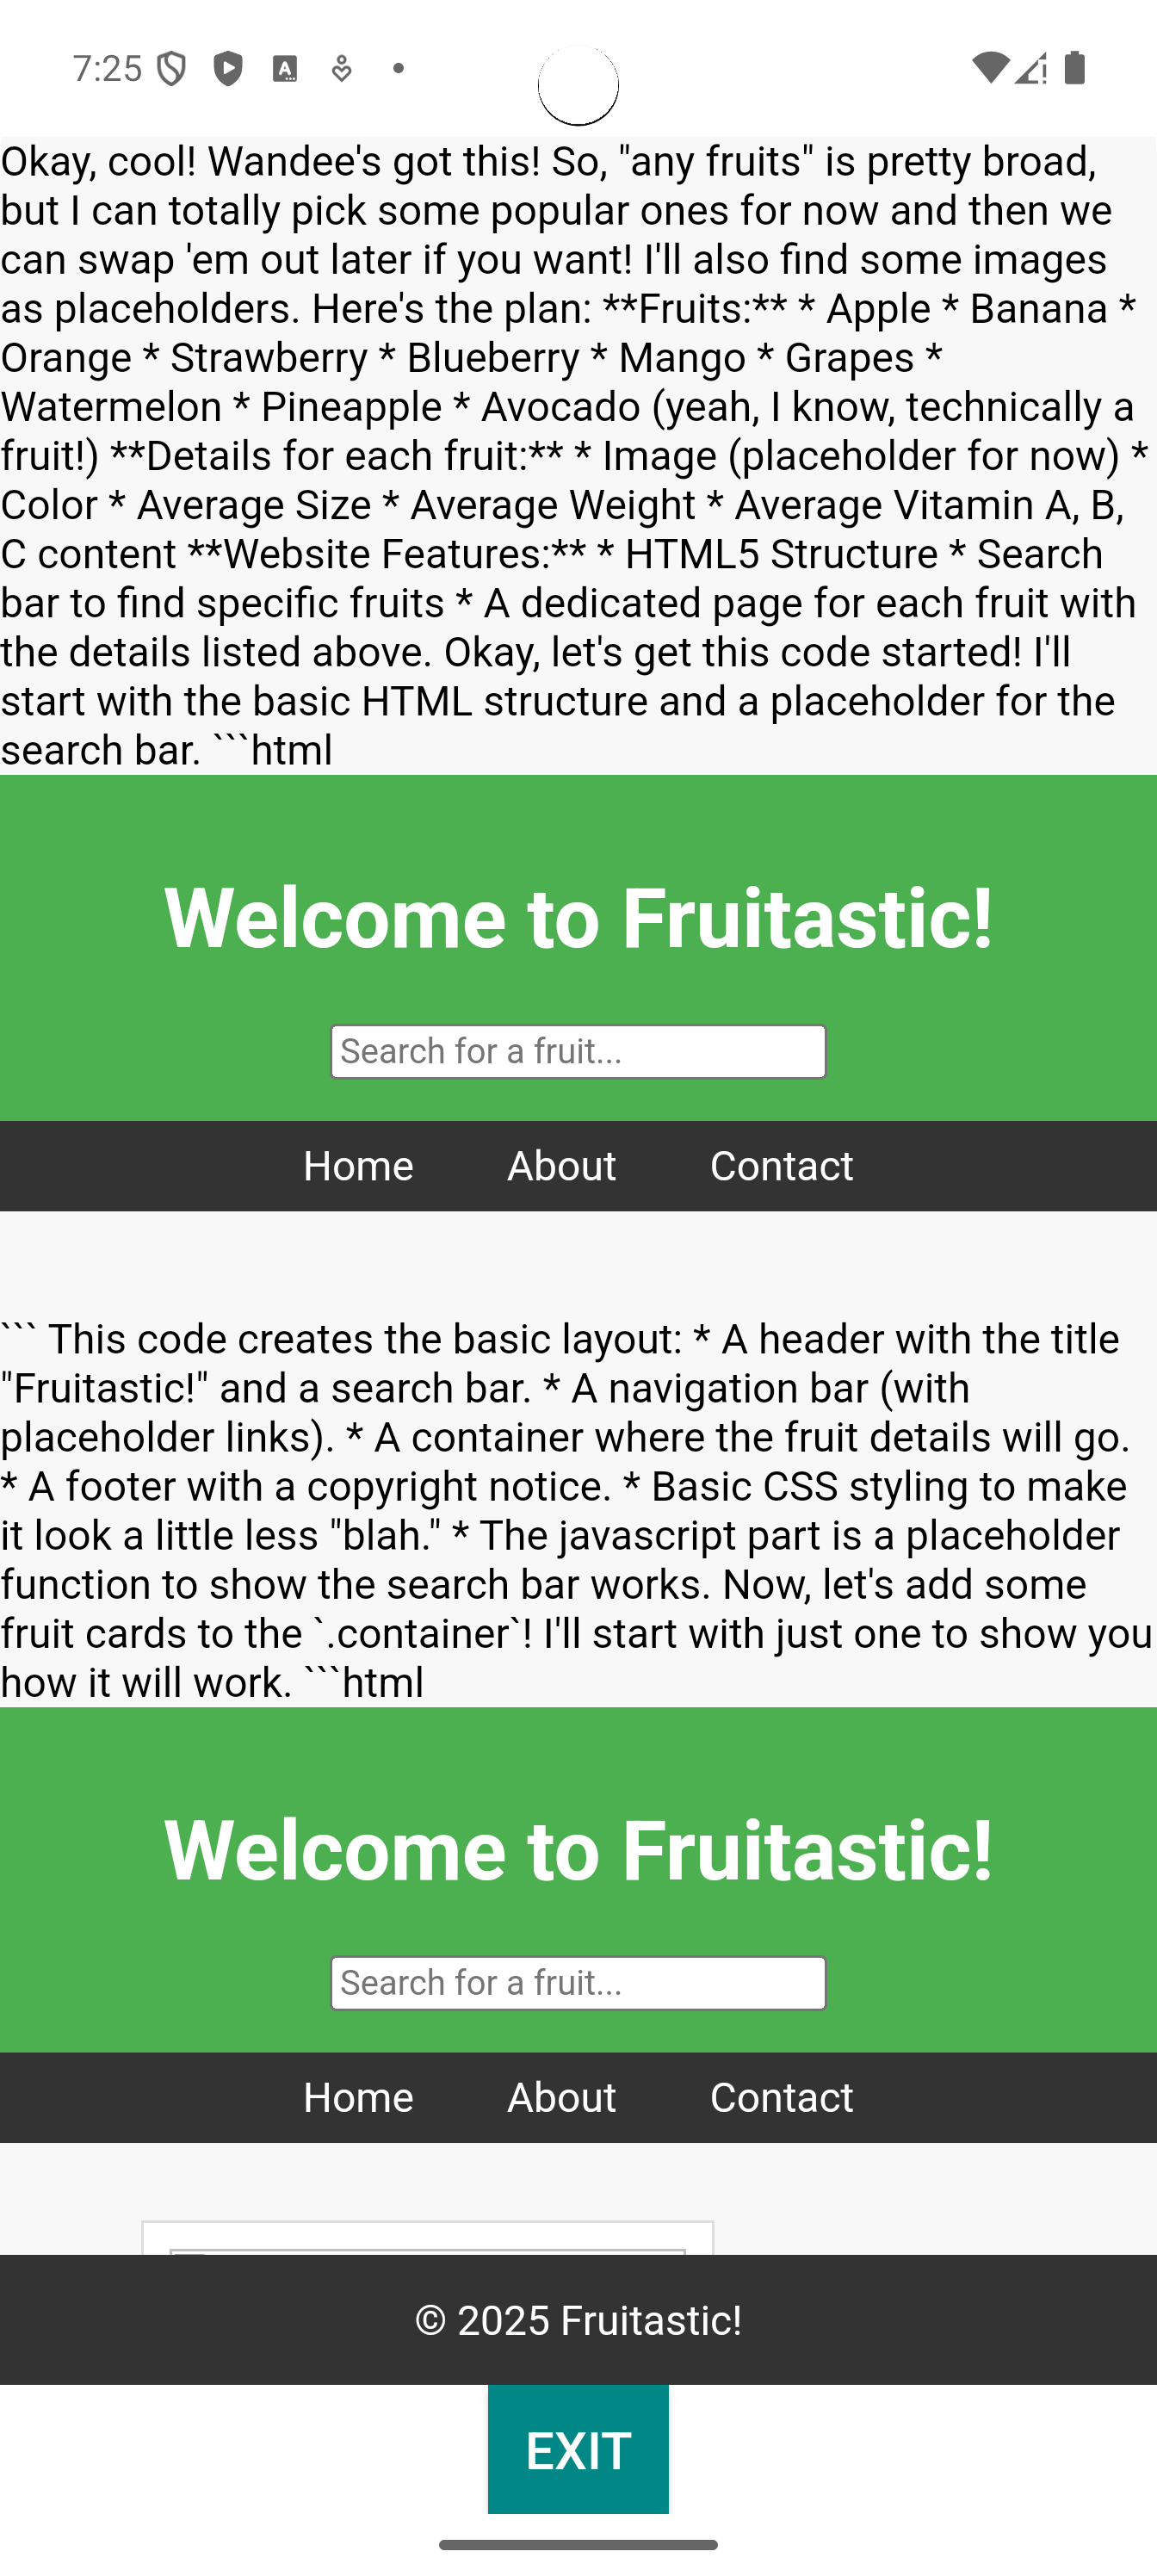 7:25
Okay, cool! Wandee's got this! So, "any fruits" is pretty broad,
but I can totally pick some popular ones for now and then we
can swap 'em out later if you want! I'll also find some images
as placeholders. Here's the plan: **Fruits:** * Apple * Banana *
Orange * Strawberry * Blueberry * Mango * Grapes *
Watermelon * Pineapple * Avocado (yeah, I know, technically a
fruit!) **Details for each fruit:** * Image (placeholder for now) *
Color * Average Size * Average Weight * Average Vitamin A, B,
C content **Website Features:** * HTML5 Structure * Search
bar to find specific fruits * A dedicated page for each fruit with
the details listed above. Okay, let's get this code started! I'll
start with the basic HTML structure and a placeholder for the
search bar. ```html
Welcome to Fruitastic!
Search for a fruit...
Home About Contact
``` This code creates the basic layout: * A header with the title
"Fruitastic!" and a search bar. * A navigation bar (with
placeholder links). * A container where the fruit details will go.
* A footer with a copyright notice. * Basic CSS styling to make
it look a little less "blah." * The javascript part is a placeholder
function to show the search bar works. Now, let's add some
fruit cards to the `.container`! I'll start with just one to show you
how it will work. ```html
Welcome to Fruitastic!
Search for a fruit...
Home About Contact
© 2025 Fruitastic!
EXIT